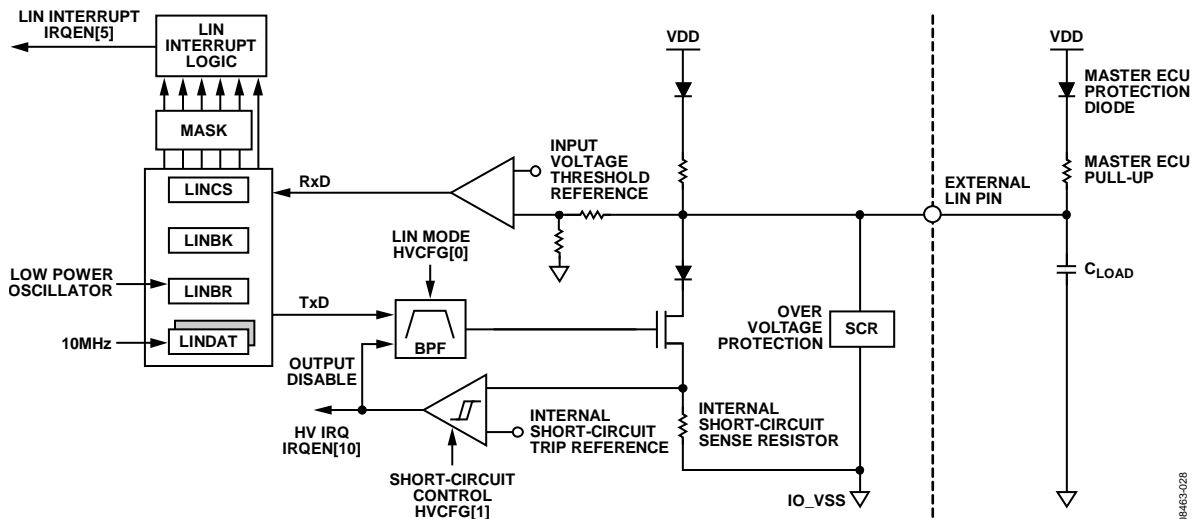 LIN INTERRUPT
IRQEN[5]
LIN
INTERRUPT
LOGIC
MASK
LINCS
LINBK
LINBR
LINDAT
LOW POWER
OSCILLATOR
10MHz
RxD
TxD
INPUT
VOLTAGE
THRESHOLD
REFERENCE
LIN MODE
HVCFG[0]
BPF
OUTPUT
DISABLE
HV IRQ
IRQEN[10]
SHORT-CIRCUIT
CONTROL
HVCFG[1]
INTERNAL
SHORT-CIRCUIT
TRIP REFERENCE
INTERNAL
SHORT-CIRCUIT
SENSE RESISTOR
VDD
OVER
VOLTAGE
PROTECTION
SCR
IO_VSS
EXTERNAL
LIN PIN
VDD
MASTER ECU
PROTECTION
DIODE
MASTER ECU
PULL-UP
CLOAD
08463-028